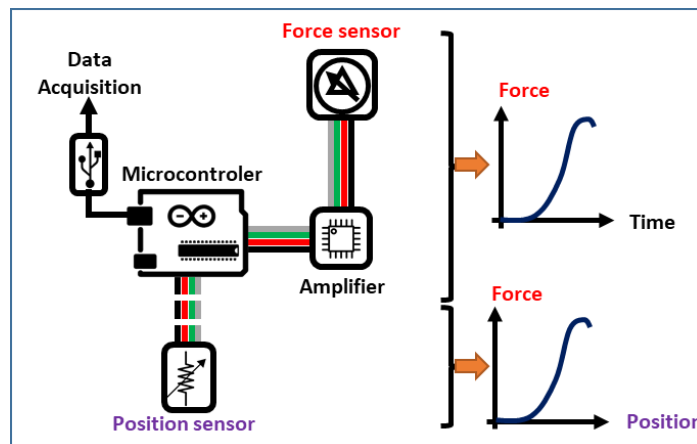 Force sensor
Data
Acquisition
Force
Microcontroler
Time
Amplifier
Force
Position sensor
Position